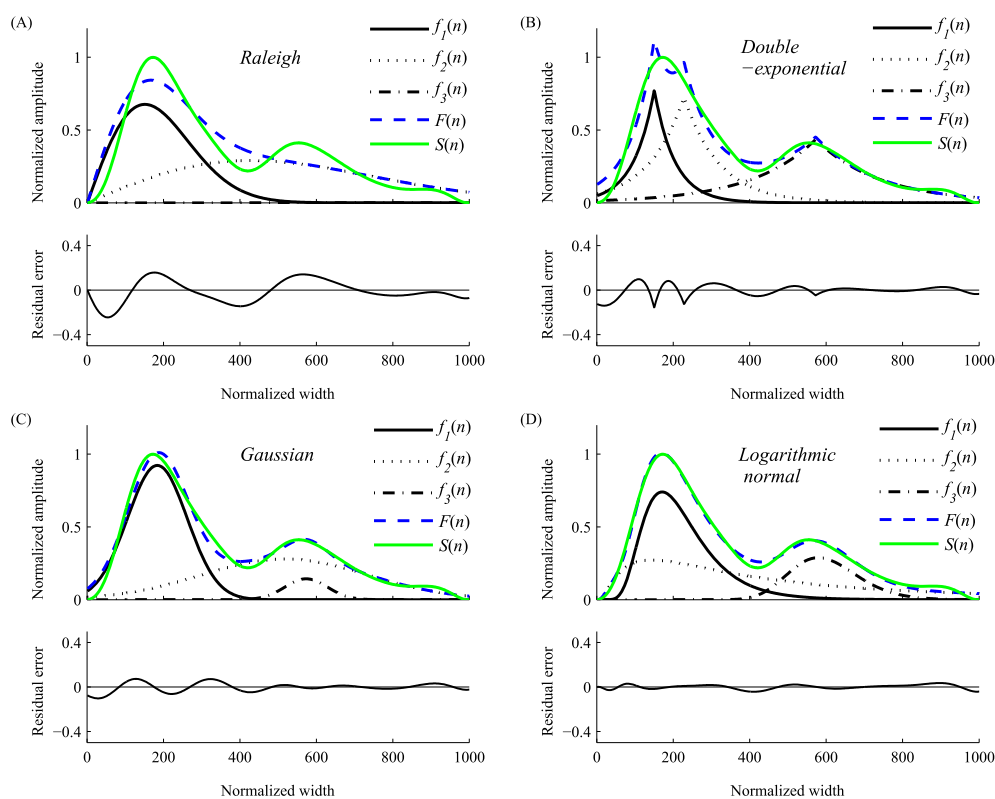 (A)
Raleigh
f1(n)
f2(n)
f3(n)
F(n)
S(n)
Normalized amplitude
1
0.5
0
Residual error
0.4
0
−0.4
0 200 400 600 800 1000
Normalized width
(B)
Double
−exponential
f1(n)
f2(n)
f3(n)
F(n)
S(n)
Normalized amplitude
1
0.5
0
Residual error
0.4
0
−0.4
0 200 400 600 800 1000
Normalized width
(C)
Gaussian
f1(n)
f2(n)
f3(n)
F(n)
S(n)
Normalized amplitude
1
0.5
0
Residual error
0.4
0
−0.4
0 200 400 600 800 1000
Normalized width
(D)
Logarithmic
normal
f1(n)
f2(n)
f3(n)
F(n)
S(n)
Normalized amplitude
1
0.5
0
Residual error
0.4
0
−0.4
0 200 400 600 800 1000
Normalized width